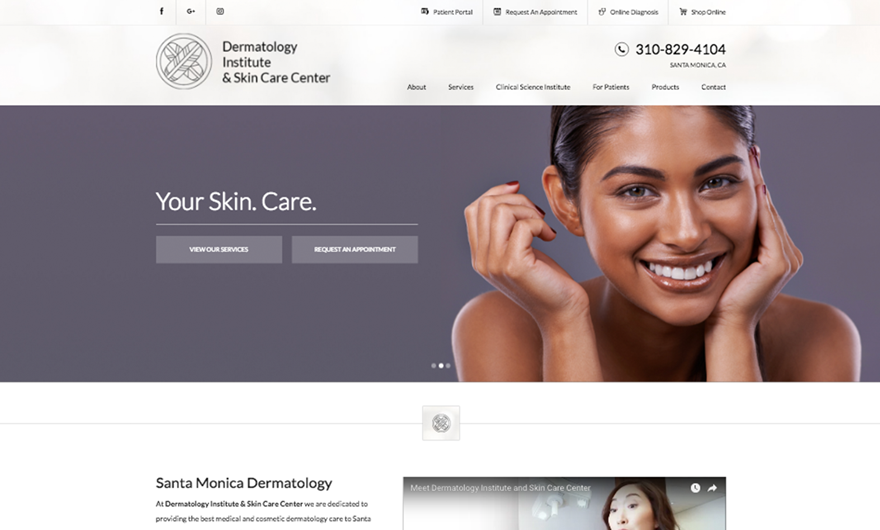 Patient Portal
Request An Appointment
Online Diagnosis
Shop Online
Dermatology
Institute
& Skin Care Center
310-829-4104
SANTA MONICA, CA
About
Services
Clinical Science Institute
For Patients
Products
Contact
Your Skin. Care.
VIEW OUR SERVICES
REQUEST AN APPOINTMENT
Santa Monica Dermatology
At Dermatology Institute & Skin Care Center we are dedicated to
providing the best medical and cosmetic dermatology care to Santa
Meet Dermatology Institute and Skin Care Center